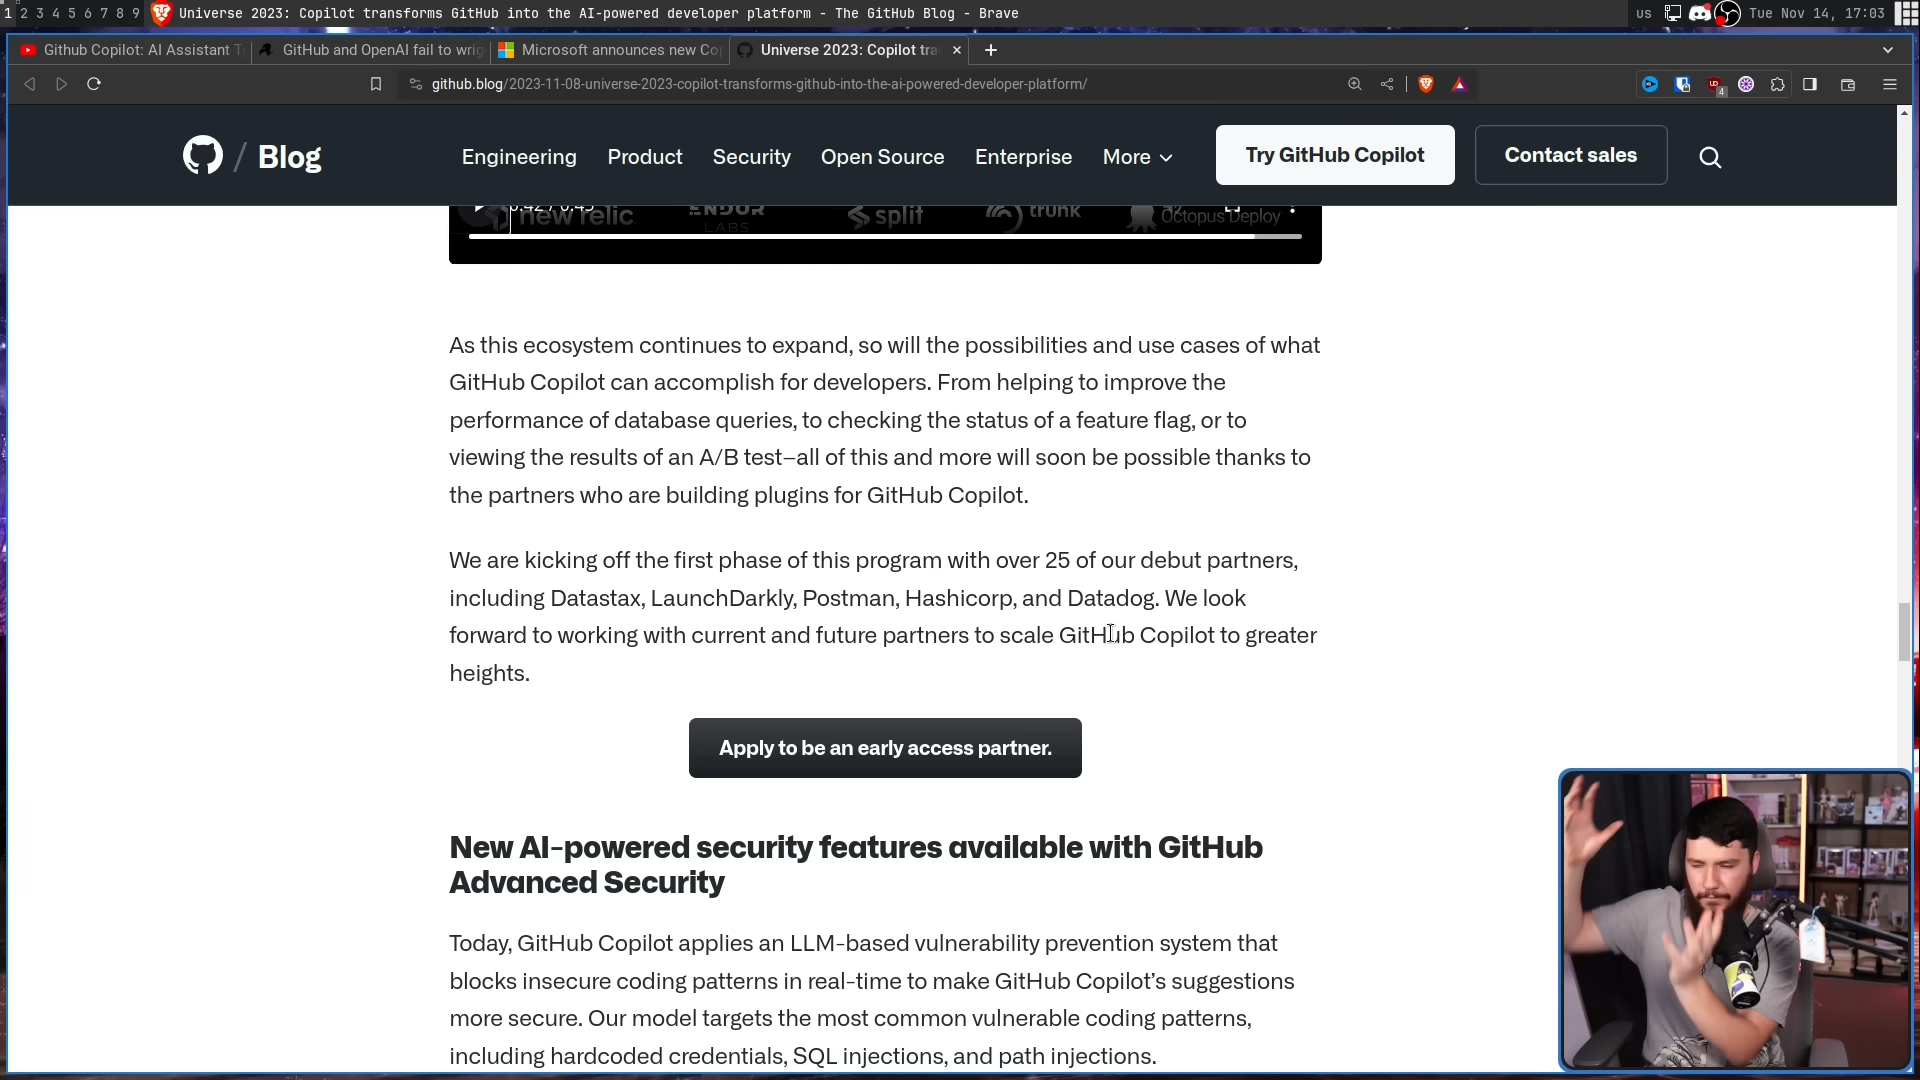 1 2 3 4 5 6 7 8 9 Universe 2023: Copilot transforms GitHub into the AI-powered developer platform - The GitHub Blog - Brave us Tue Nov 14, 17:03
Github Copilot: AI Assistant T GitHub and OpenAI fail to wrig Microsoft announces new Cop Universe 2023: Copilot tra
github.blog/2023-11-08-universe-2023-copilot-transforms-github-into-the-ai-powered-developer-platform/ 4
/ Blog Engineering Product Security Open Source Enterprise More Try GitHub Copilot Contact sales
0:42 / 0:45
new relic ENDOR LABS split trunk Octopus Deploy
As this ecosystem continues to expand, so will the possibilities and use cases of what
GitHub Copilot can accomplish for developers. From helping to improve the
performance of database queries, to checking the status of a feature flag, or to
viewing the results of an A/B test–all of this and more will soon be possible thanks to
the partners who are building plugins for GitHub Copilot.
We are kicking off the first phase of this program with over 25 of our debut partners,
including Datastax, LaunchDarkly, Postman, Hashicorp, and Datadog. We look
forward to working with current and future partners to scale GitHub Copilot to greater
heights.
Apply to be an early access partner.
New AI-powered security features available with GitHub
Advanced Security
Today, GitHub Copilot applies an LLM-based vulnerability prevention system that
blocks insecure coding patterns in real-time to make GitHub Copilot’s suggestions
more secure. Our model targets the most common vulnerable coding patterns,
including hardcoded credentials, SQL injections, and path injections.